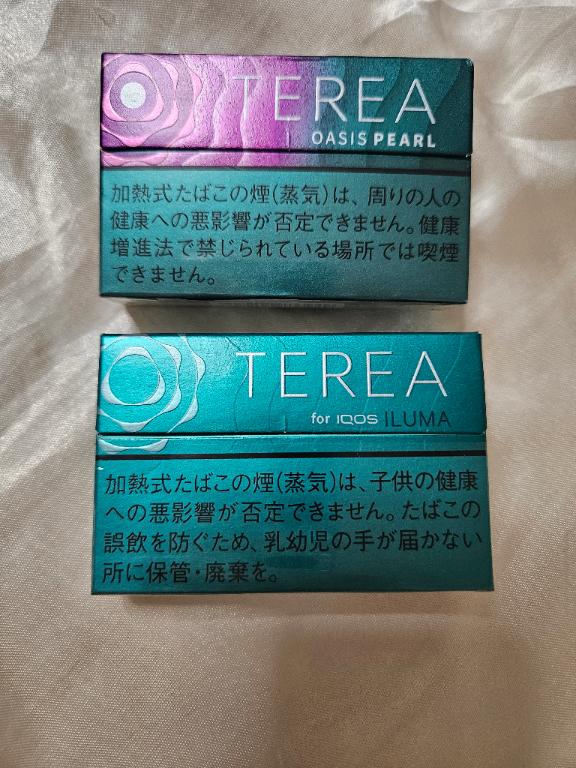 TEREA
OASIS PEARL
加熱式たばこの煙(蒸気)は、周りの人の
健康への悪影響が否定できません。健康
増進法で禁じられている場所では喫煙
できません。
TEREA
for IQOS ILUMA
加熱式たばこの煙(蒸気)は、子供の健康
への悪影響が否定できません。たばこの
誤飲を防ぐため、乳幼児の手が届かない
所に保管・廃棄を。